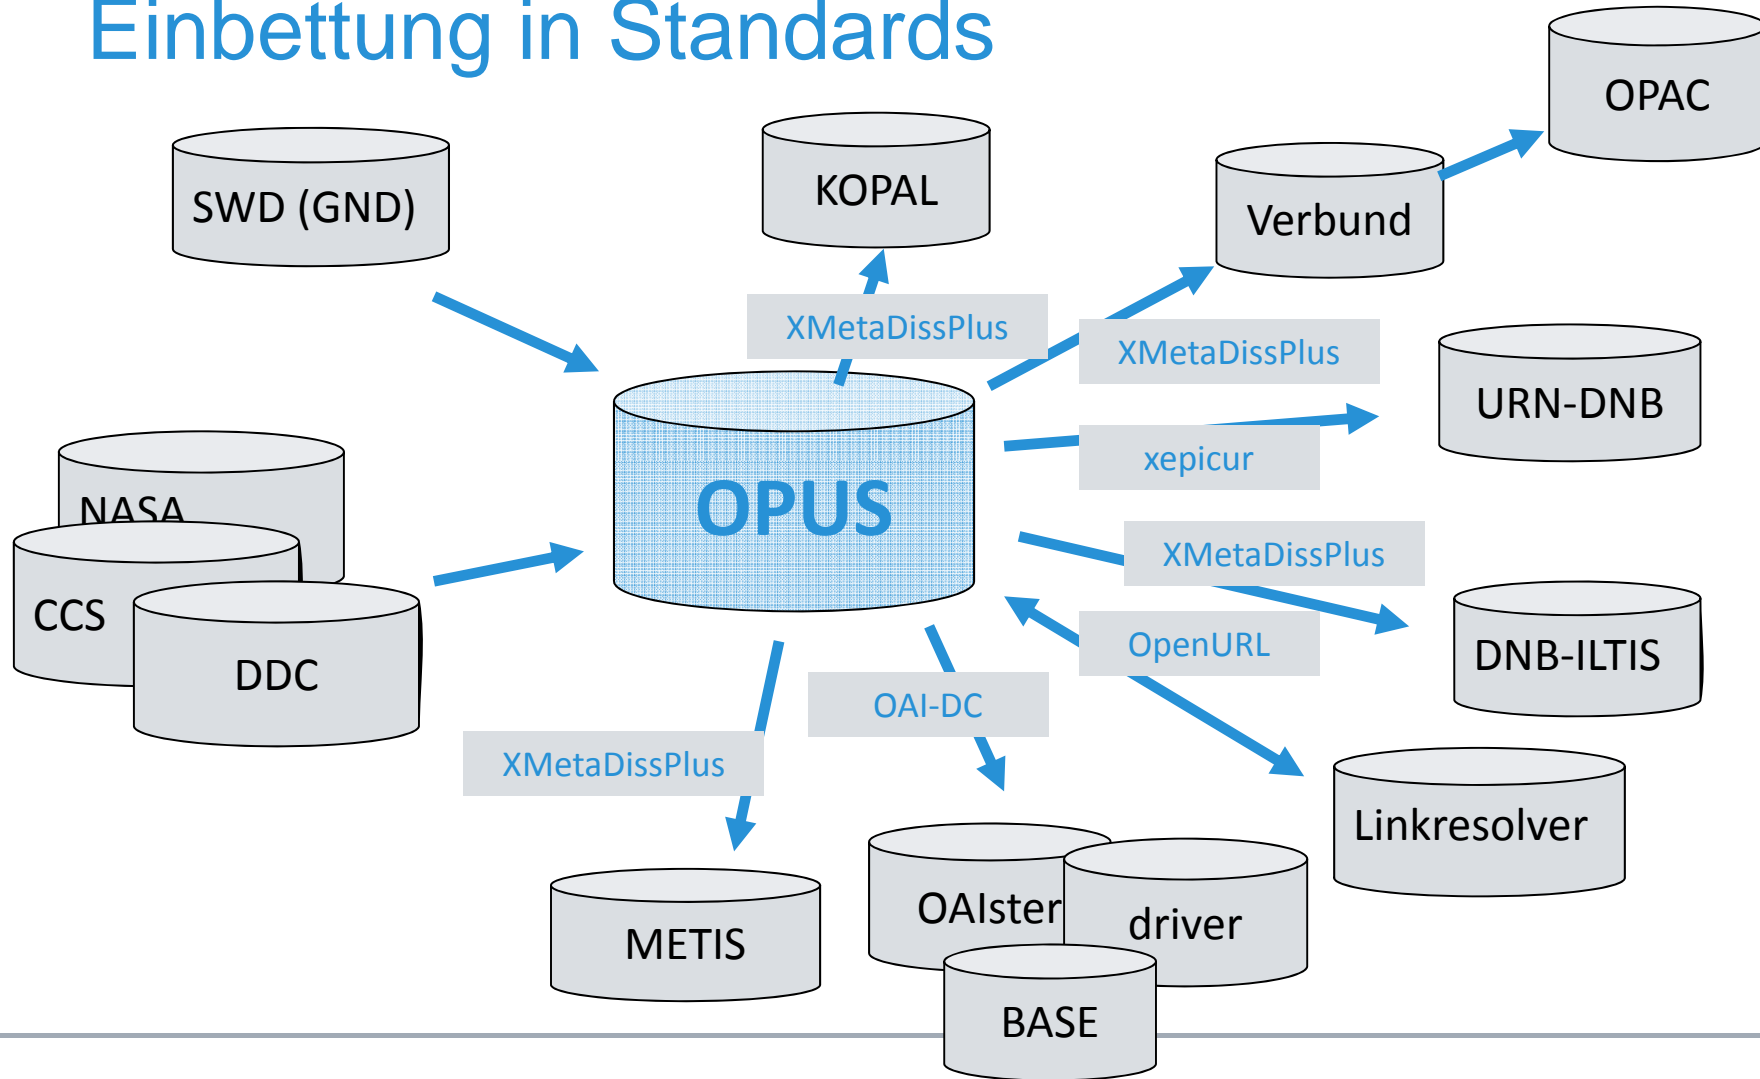 Einbettung in Standards
OPAC
SWD (GND)
KOPAL
Verbund
XMetaDissPlus
XMetaDissPlus
URN-DNB
xepicur
OPUS
NASA
CCS
DDC
XMetaDissPlus
OpenURL
DNB-ILTIS
OAI-DC
XMetaDissPlus
Linkresolver
METIS
OAIster
driver
BASE